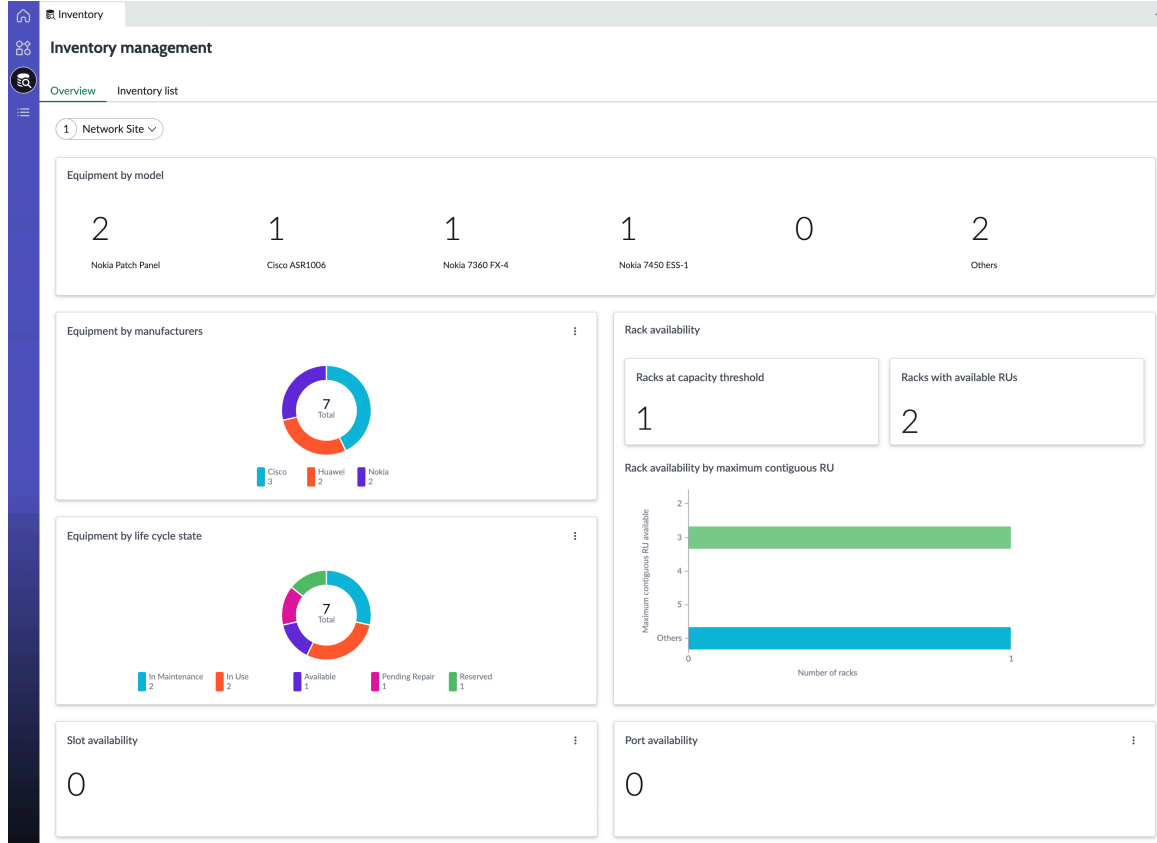 Inventory
Inventory management
Overview
Inventory list
1 Network Site
Equipment by model
2
1
1
1
0
2
Nokia Patch Panel
Cisco ASR1006
Nokia 7360 FX-4
Nokia 7450 ESS-1
Others
Equipment by manufacturers
7
Total
Cisco
3
Huawei
2
Nokia
2
Rack availability
Racks at capacity threshold
1
Racks with available RUs
2
Rack availability by maximum contiguous RU
Maximum contiguous RU available
2
3
4
5
Others
0
1
Number of racks
Equipment by life cycle state
7
Total
In Maintenance
2
In Use
2
Available
1
Pending Repair
1
Reserved
1
Slot availability
0
Port availability
0